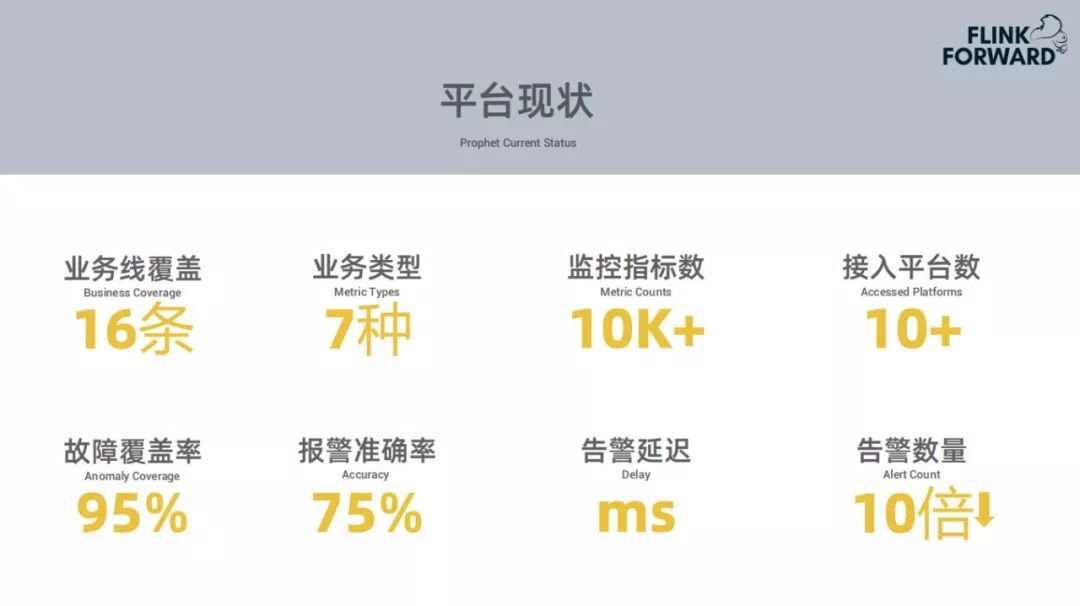 FLINK
FORWARD
平台现状
Prophet Current Status
业务线覆盖
Business Coverage
16条
业务类型
Metric Types
7种
监控指标数
Metric Counts
10K+
接入平台数
Accessed Platforms
10+
故障覆盖率
Anomaly Coverage
95%
报警准确率
Accuracy
75%
告警延迟
Delay
ms
告警数量
Alert Count
10倍⬇